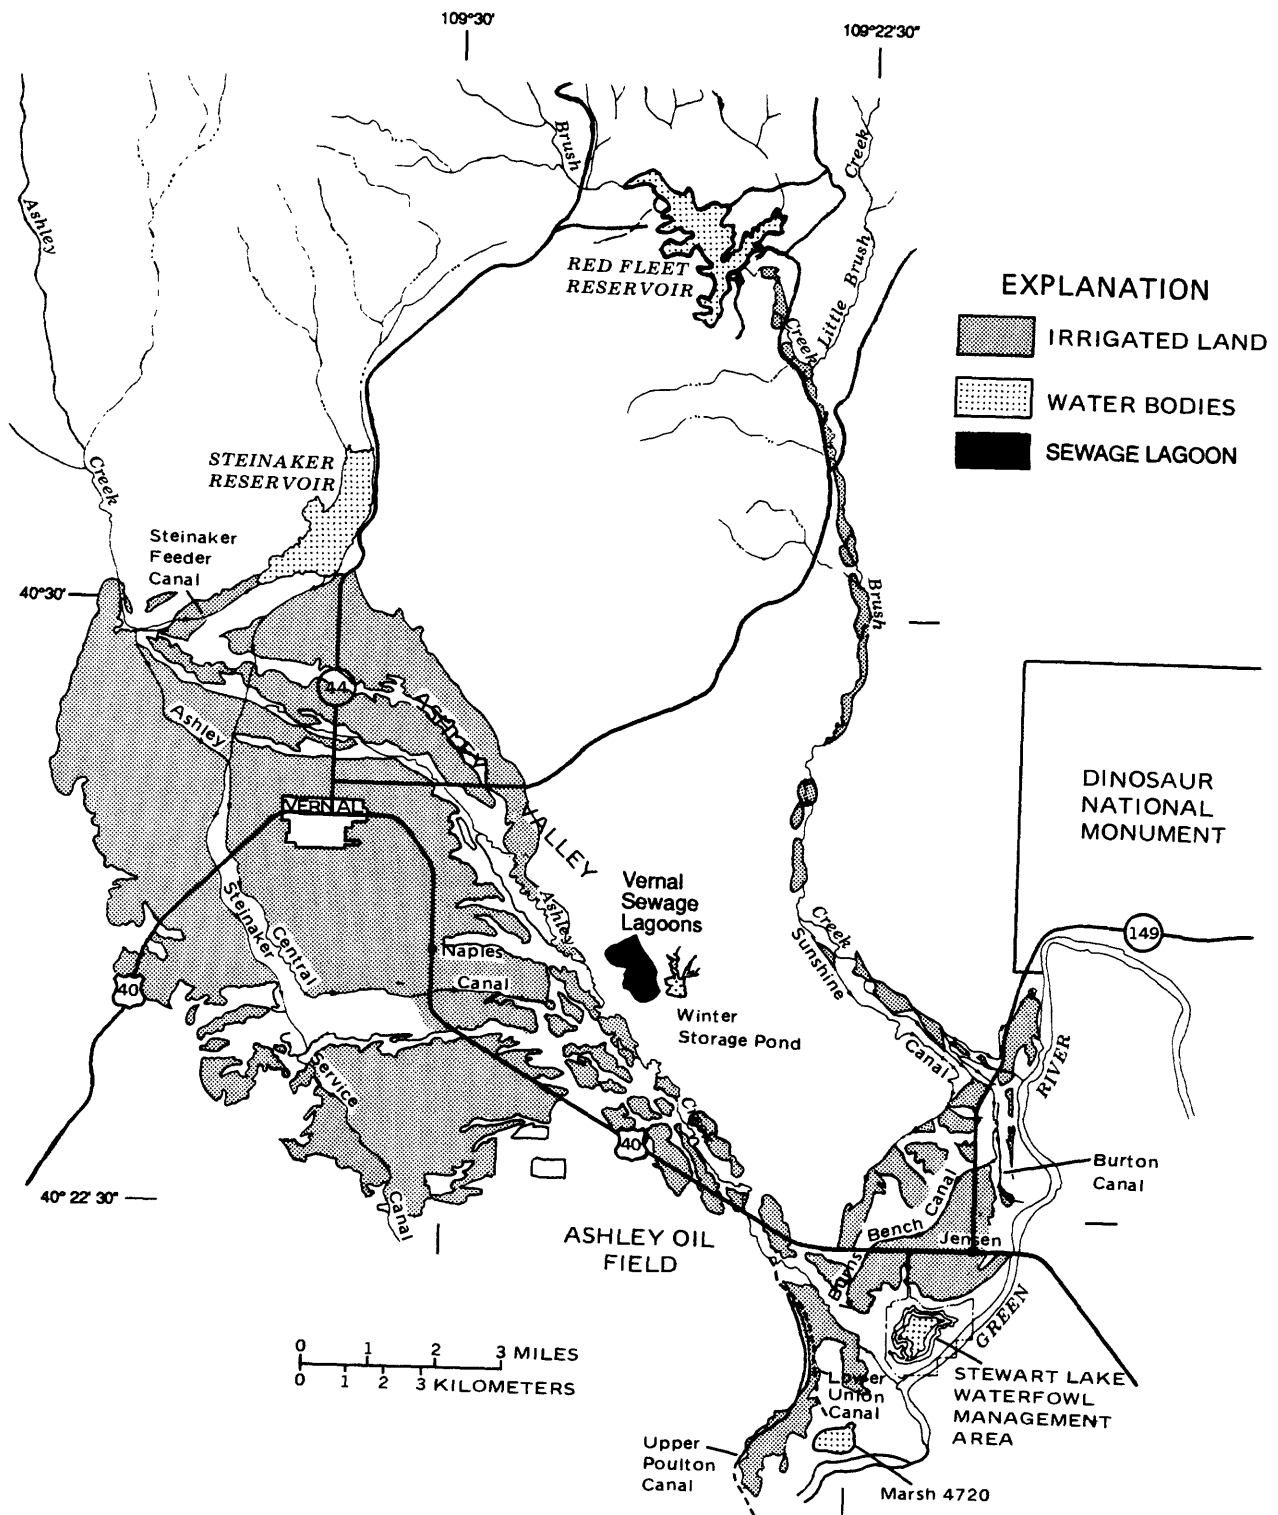 109°30'
109°22'30"
Brush
Creek
Ashley
RED FLEET
RESERVOIR
Little Brush
Creek
EXPLANATION
IRRIGATED LAND
WATER BODIES
SEWAGE LAGOON
STEINAKER
RESERVOIR
Creek
Steinaker
Feeder
Canal
40°30'
Brush
44
ASHLEY
Ashley
DINOSAUR
NATIONAL
MONUMENT
VERNAL
VALLEY
Vernal
Sewage
Lagoons
Ashley
Steinaker
Central
Creek
Sunshine
149
Naples
Canal
40
Winter
Storage Pond
Canal
RIVER
Service
40
Burton
Canal
40° 22' 30"
Canal
Bench Canal
Burns
Jensen
ASHLEY OIL
FIELD
GREEN
0 1 2 3 MILES
0 1 2 3 KILOMETERS
STEWART LAKE
WATERFOWL
MANAGEMENT
AREA
Lower
Union
Canal
Upper
Poulton
Canal
Marsh 4720